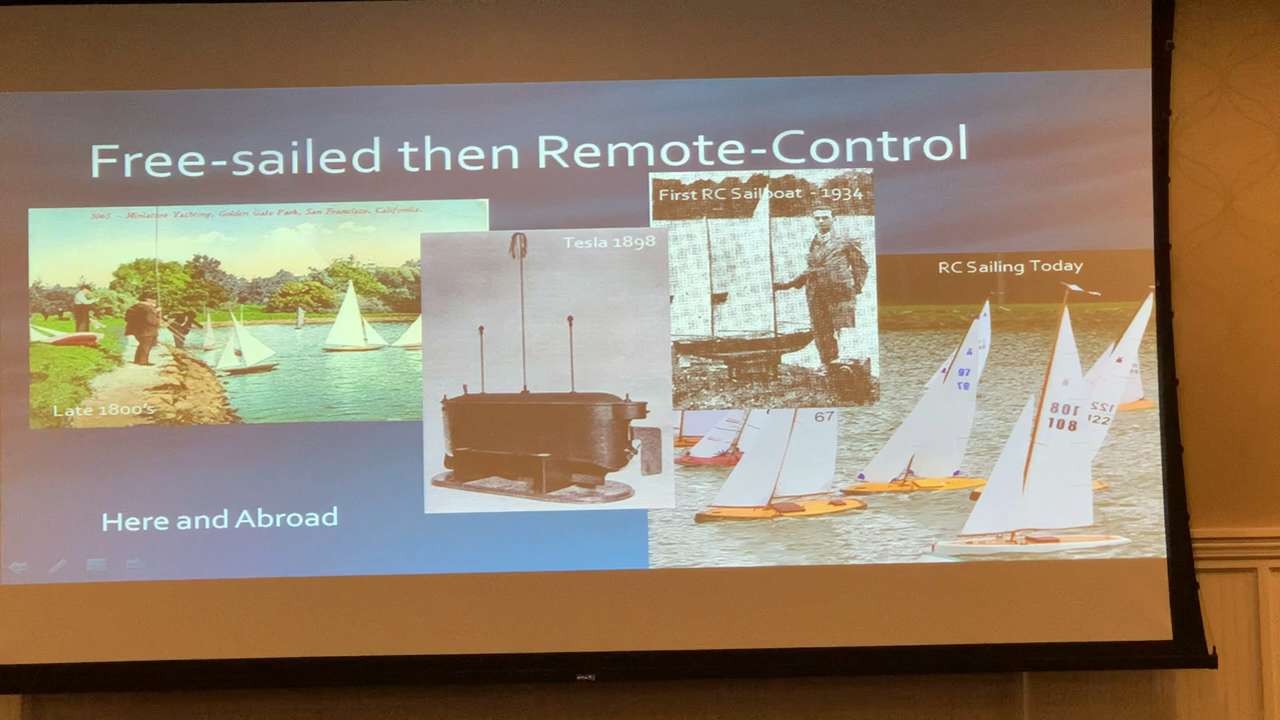 Free-sailed then Remote-Control
3065 - Miniature Yachting, Golden Gate Park, San Francisco, California.
Late 1800's
Tesla 1898
First RC Sailboat - 1934
RC Sailing Today
67
97
79
108
108
122
122
Here and Abroad